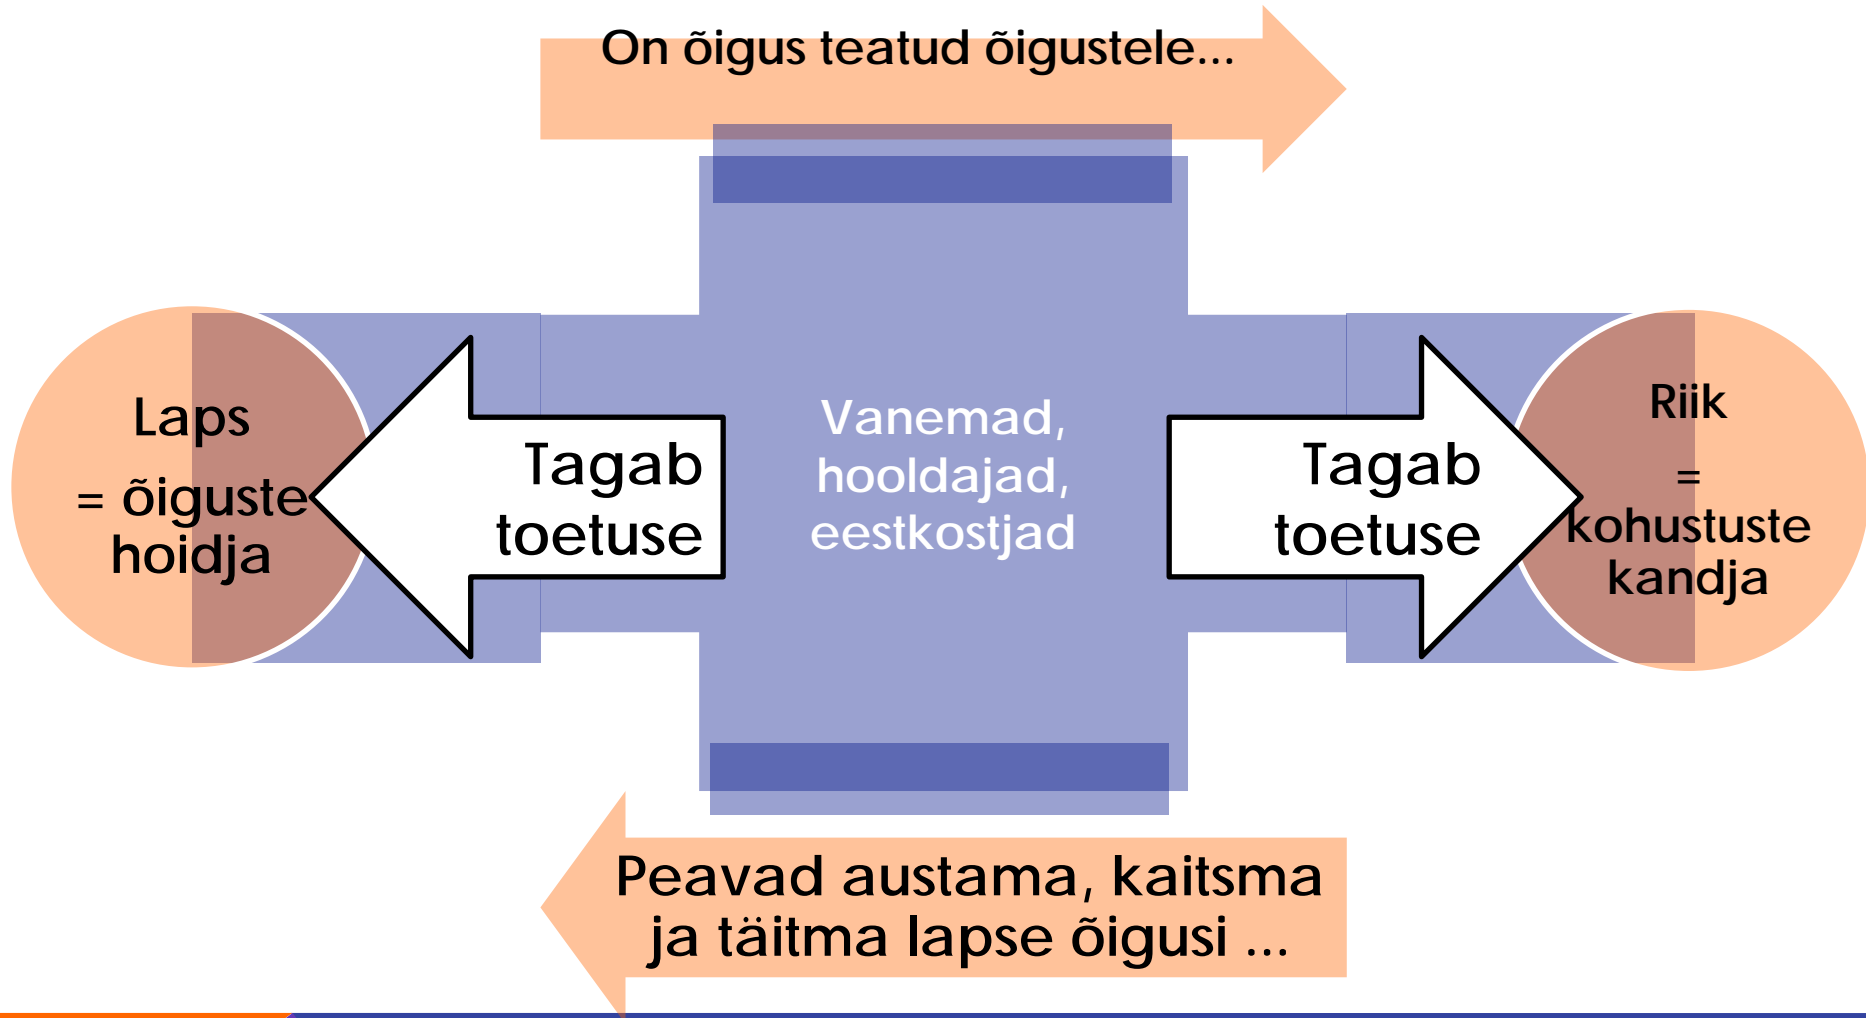 On õigus teatud õigustele...
Laps
= õiguste
hoidja
Tagab
toetuse
Vanemad,
hooldajad,
eestkostjad
Tagab
toetuse
Riik
=
kohustuste
kandja
Peavad austama, kaitsma
ja täitma lapse õigusi ...